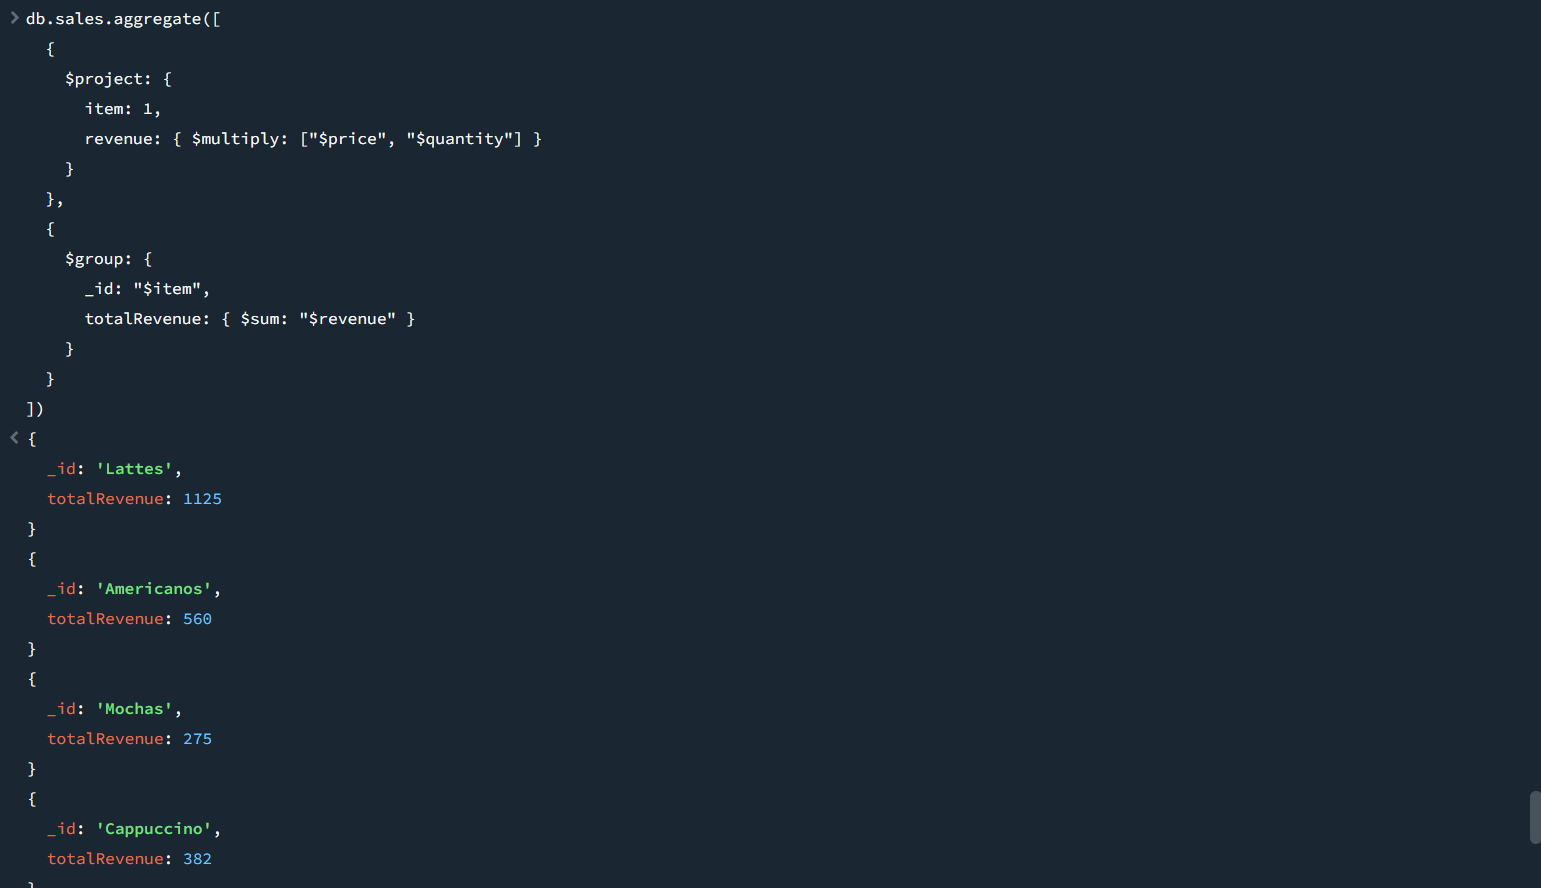 db.sales.aggregate([
  {
    $project: {
      item: 1,
      revenue: { $multiply: ["$price", "$quantity"] }
    }
  },
  {
    $group: {
      _id: "$item",
      totalRevenue: { $sum: "$revenue" }
    }
  }
])
{
  _id: 'Lattes',
  totalRevenue: 1125
}
{
  _id: 'Americanos',
  totalRevenue: 560
}
{
  _id: 'Mochas',
  totalRevenue: 275
}
{
  _id: 'Cappuccino',
  totalRevenue: 382
}